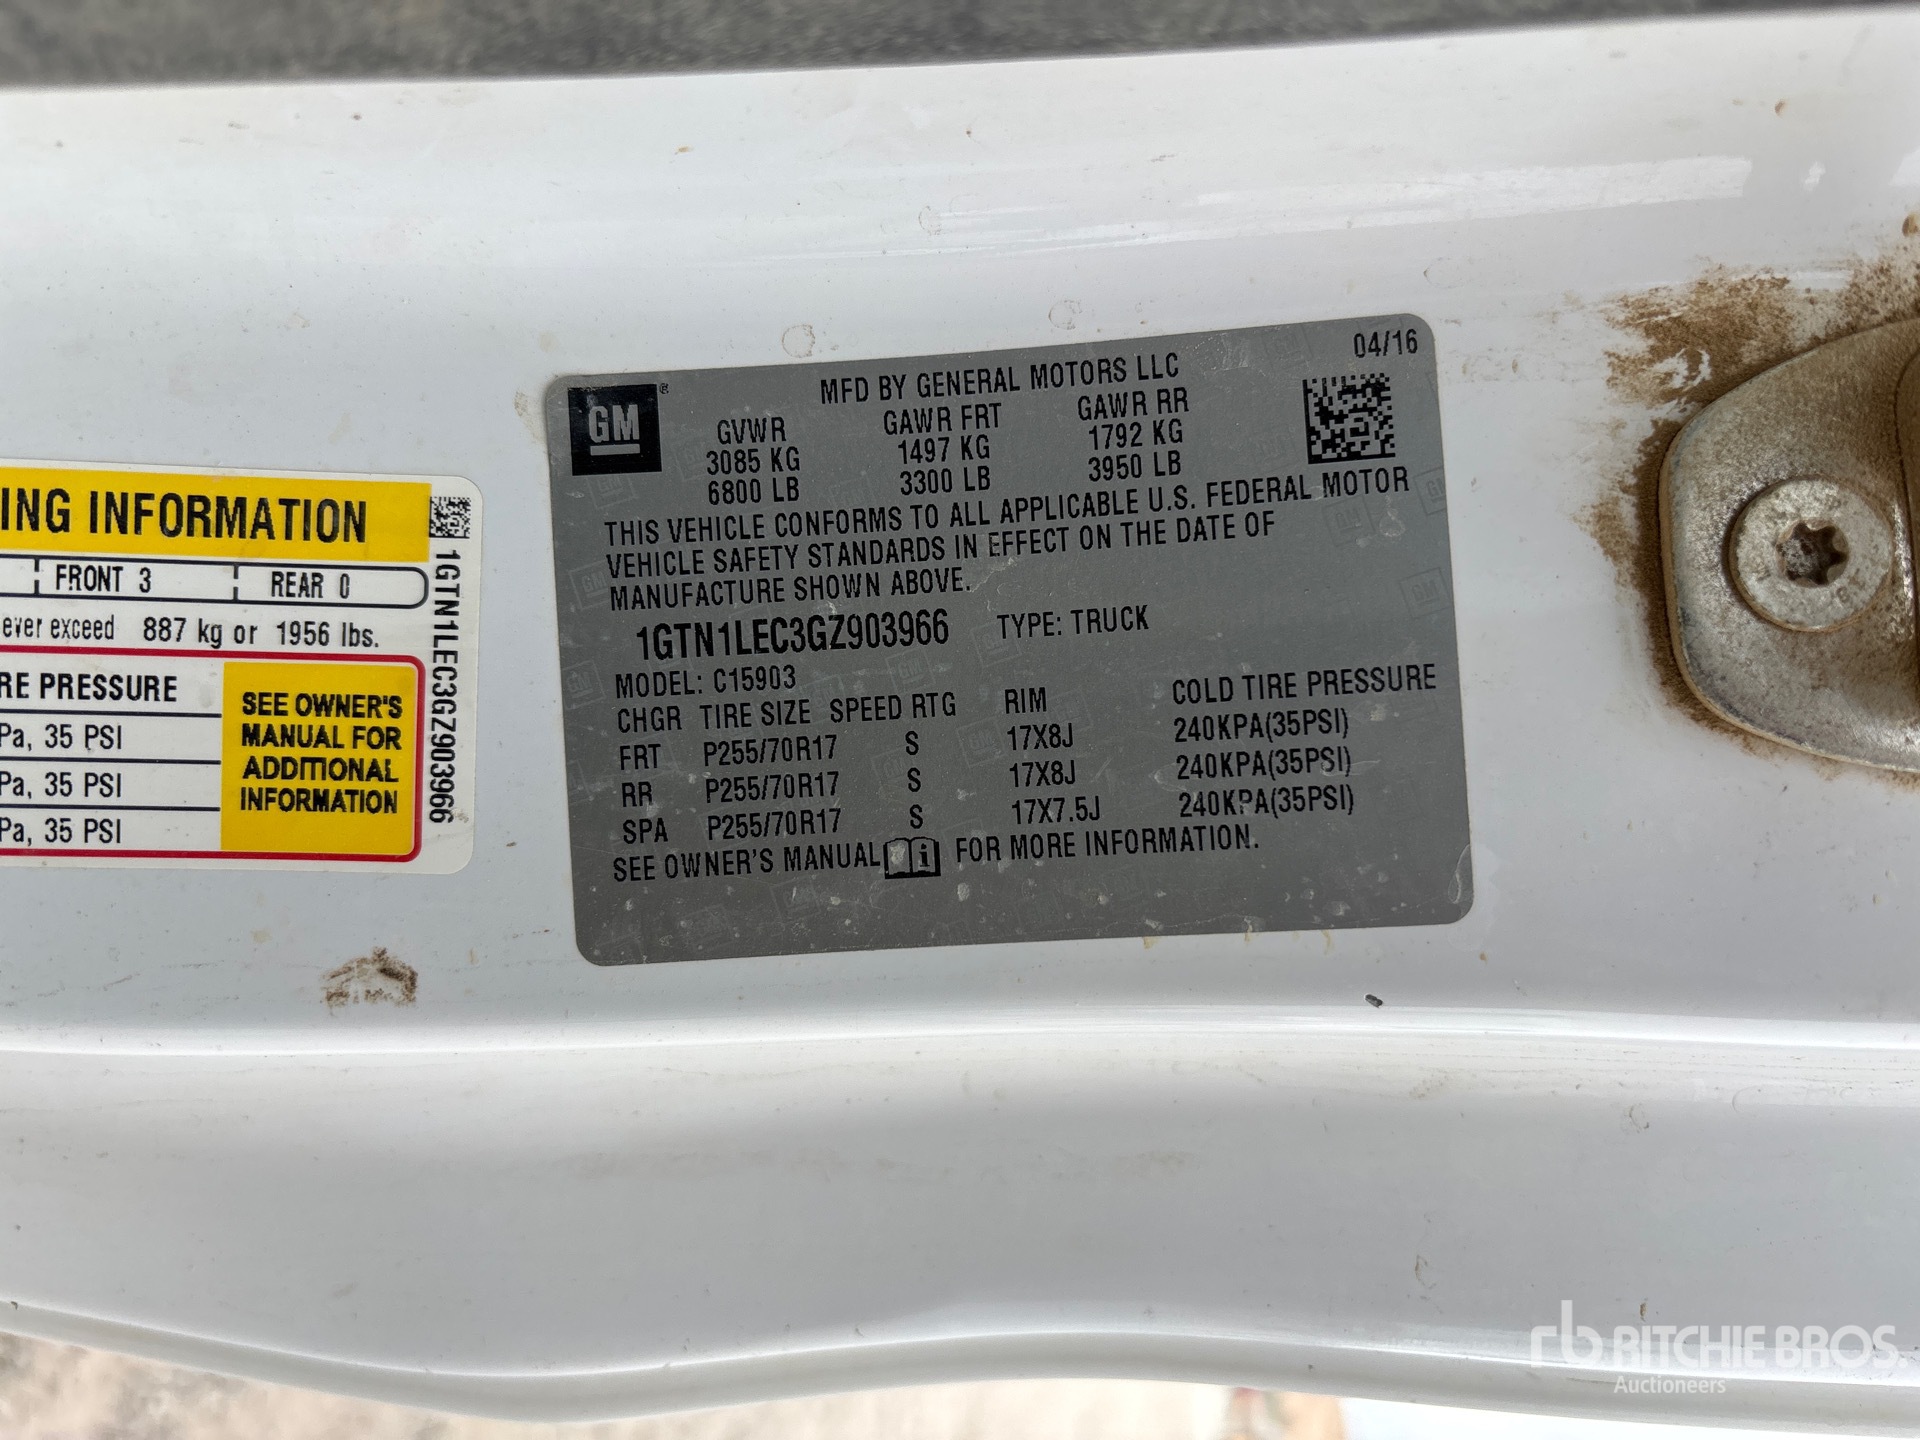 ING INFORMATION
FRONT 3 REAR 0
ever exceed 887 kg or 1956 lbs.
RE PRESSURE
Pa, 35 PSI
Pa, 35 PSI
Pa, 35 PSI
SEE OWNER'S
MANUAL FOR
ADDITIONAL
INFORMATION
1GTN1LEC3GZ903966
GM ®
MFD BY GENERAL MOTORS LLC 04/16
GVWR GAWR FRT GAWR RR
3085 KG 1497 KG 1792 KG
6800 LB 3300 LB 3950 LB
THIS VEHICLE CONFORMS TO ALL APPLICABLE U.S. FEDERAL MOTOR
VEHICLE SAFETY STANDARDS IN EFFECT ON THE DATE OF
MANUFACTURE SHOWN ABOVE.
1GTN1LEC3GZ903966 TYPE: TRUCK
MODEL: C15903
CHGR TIRE SIZE SPEED RTG RIM COLD TIRE PRESSURE
FRT P255/70R17 S 17X8J 240KPA(35PSI)
RR P255/70R17 S 17X8J 240KPA(35PSI)
SPA P255/70R17 S 17X7.5J 240KPA(35PSI)
SEE OWNER'S MANUAL i FOR MORE INFORMATION.
rb RITCHIE BROS.
Auctioneers